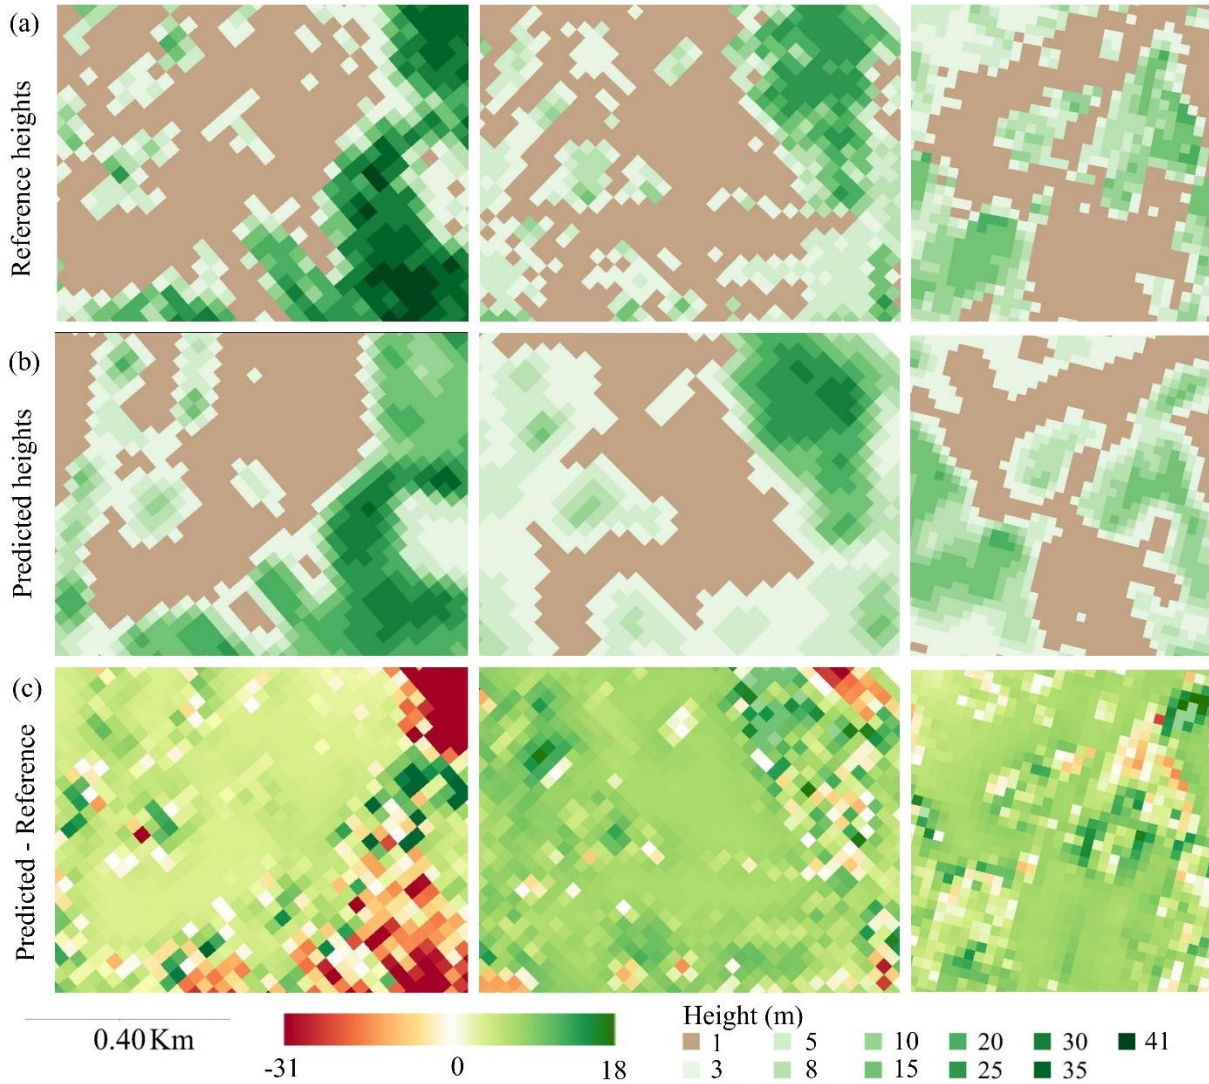 (a)
Reference heights
(b)
Predicted heights
(c)
Predicted - Reference
0.40 Km
-31 0 18
Height (m)
1 5 10 20 30 41
3 8 15 25 35